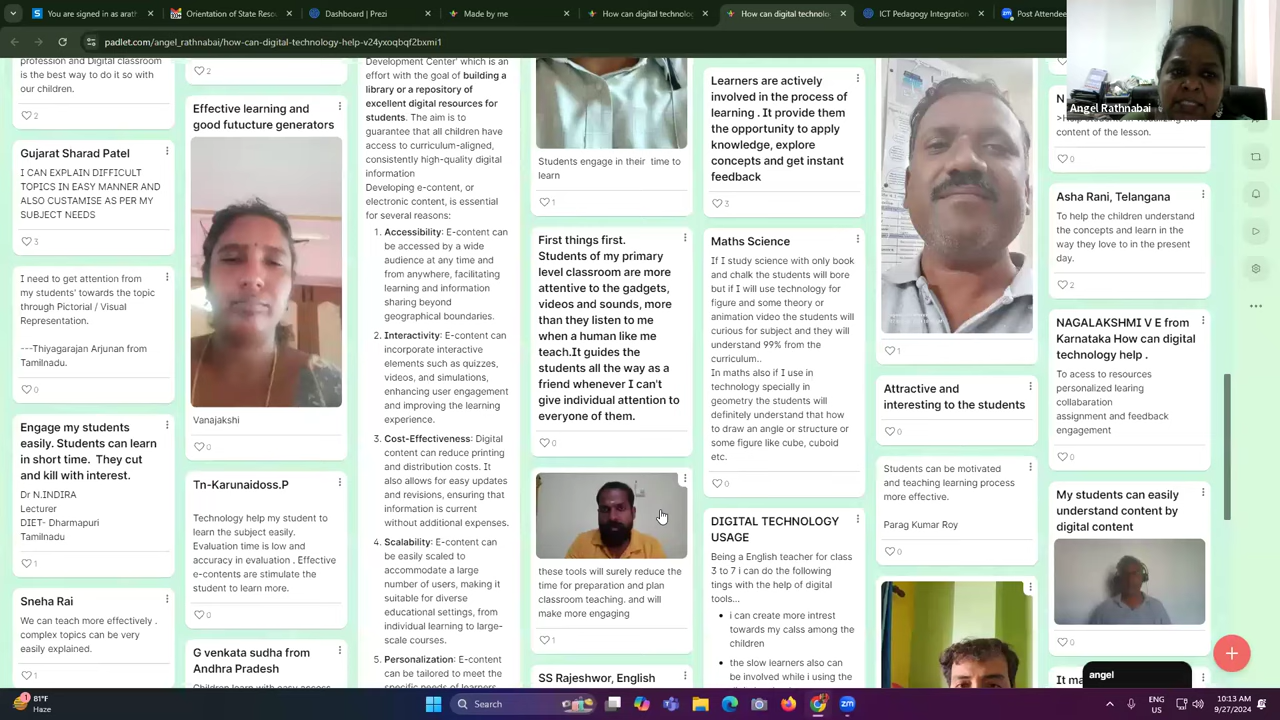 You are signed in as arath
Orientation of State Reso
Dashboard | Prezi
Made by me
How can digital technolo
How can digital technolo
ICT Pedagogy Integration
Post Attende
padlet.com/angel_rathnabai/how-can-digital-technology-help-v24yxoqbqf2bxmi1
Angel Rathnabai
profession and Digital classroom
is the best way to do it so with
our children.
2
Gujarat Sharad Patel
I CAN EXPLAIN DIFFICULT
TOPICS IN EASY MANNER AND
ALSO CUSTAMISE AS PER MY
SUBJECT NEEDS
3
I need to get attention from
my students' towards the topic
through Pictorial / Visual
Representation.
---Thiyagarajan Arjunan from
Tamilnadu.
0
Engage my students
easily. Students can learn
in short time. They cut
and kill with interest.
Dr N.INDIRA
Lecturer
DIET- Dharmapuri
Tamilnadu
1
Sneha Rai
We can teach more effectively .
complex topics can be very
easily explained.
1
2
Effective learning and
good futucture generators
Vanajakshi
0
Tn-Karunaidoss.P
Technology help my student to
learn the subject easily.
Evaluation time is low and
accuracy in evaluation . Effective
e-contents are stimulate the
student to learn more.
0
G venkata sudha from
Andhra Pradesh
Children learn with easy access
Development Center' which is an
effort with the goal of building a
library or a repository of
excellent digital resources for
students. The aim is to
guarantee that all children have
access to curriculum-aligned,
consistently high-quality digital
information
Developing e-content, or
electronic content, is essential
for several reasons:
1. Accessibility: E-content can
be accessed by a wide
audience at any time and
from anywhere, facilitating
learning and information
sharing beyond
geographical boundaries.
2. Interactivity: E-content can
incorporate interactive
elements such as quizzes,
videos, and simulations,
enhancing user engagement
and improving the learning
experience.
3. Cost-Effectiveness: Digital
content can reduce printing
and distribution costs. It
also allows for easy updates
and revisions, ensuring that
information is current
without additional expenses.
4. Scalability: E-content can
be easily scaled to
accommodate a large
number of users, making it
suitable for diverse
educational settings, from
individual learning to large-
scale courses.
5. Personalization: E-content
can be tailored to meet the
specific needs of learners
Students engage in their time to
learn
1
First things first.
Students of my primary
level classroom are more
attentive to the gadgets,
videos and sounds, more
than they listen to me
when a human like me
teach.It guides the
students all the way as a
friend whenever I can't
give individual attention to
everyone of them.
0
these tools will surely reduce the
time for preparation and plan
classroom teaching. and will
make more engaging
1
SS Rajeshwor, English
Learners are actively
involved in the process of
learning . It provide them
the opportunity to apply
knowledge, explore
concepts and get instant
feedback
3
Maths Science
If I study science with only book
and chalk the students will bore
but if I will use technology for
figure and some theory or
animation video the students will
curious for subject and they will
understand 99% from the
curriculum..
In maths also if I use in
technology specially in
geometry the students will
definitely understand that how
to draw an angle or structure or
some figure like cube, cuboid
etc.
0
DIGITAL TECHNOLOGY
USAGE
Being a English teacher for class
3 to 7 i can do the following
tings with the help of digital
tools...
• i can create more intrest
towards my calss among the
children
• the slow learners also can
be involved while i using the
1
Attractive and
interesting to the students
0
Students can be motivated
and teaching learning process
more effective.
Parag Kumar Roy
0
N
>Help students in visualizing the
content of the lesson.
0
Asha Rani, Telangana
To help the children understand
the concepts and learn in the
way they love to in the present
day.
2
NAGALAKSHMI V E from
Karnataka How can digital
technology help .
To acess to resources
personalized learing
collabaration
assignment and feedback
engagement
0
My students can easily
understand content by
digital content
0
It ma
angel
81°F
Haze
Search
ENG
US
10:13 AM
9/27/2024